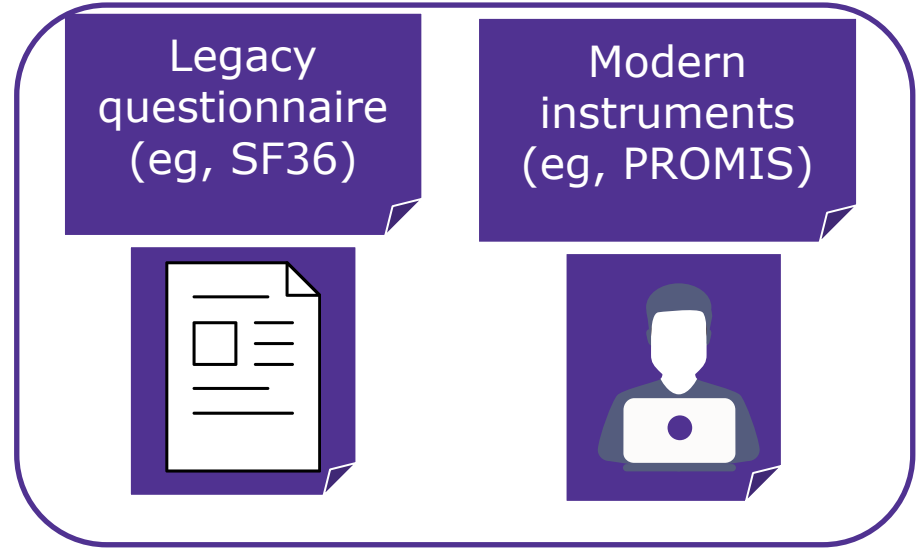 Legacy
questionnaire
(eg, SF36)
Modern
instruments
(eg, PROMIS)